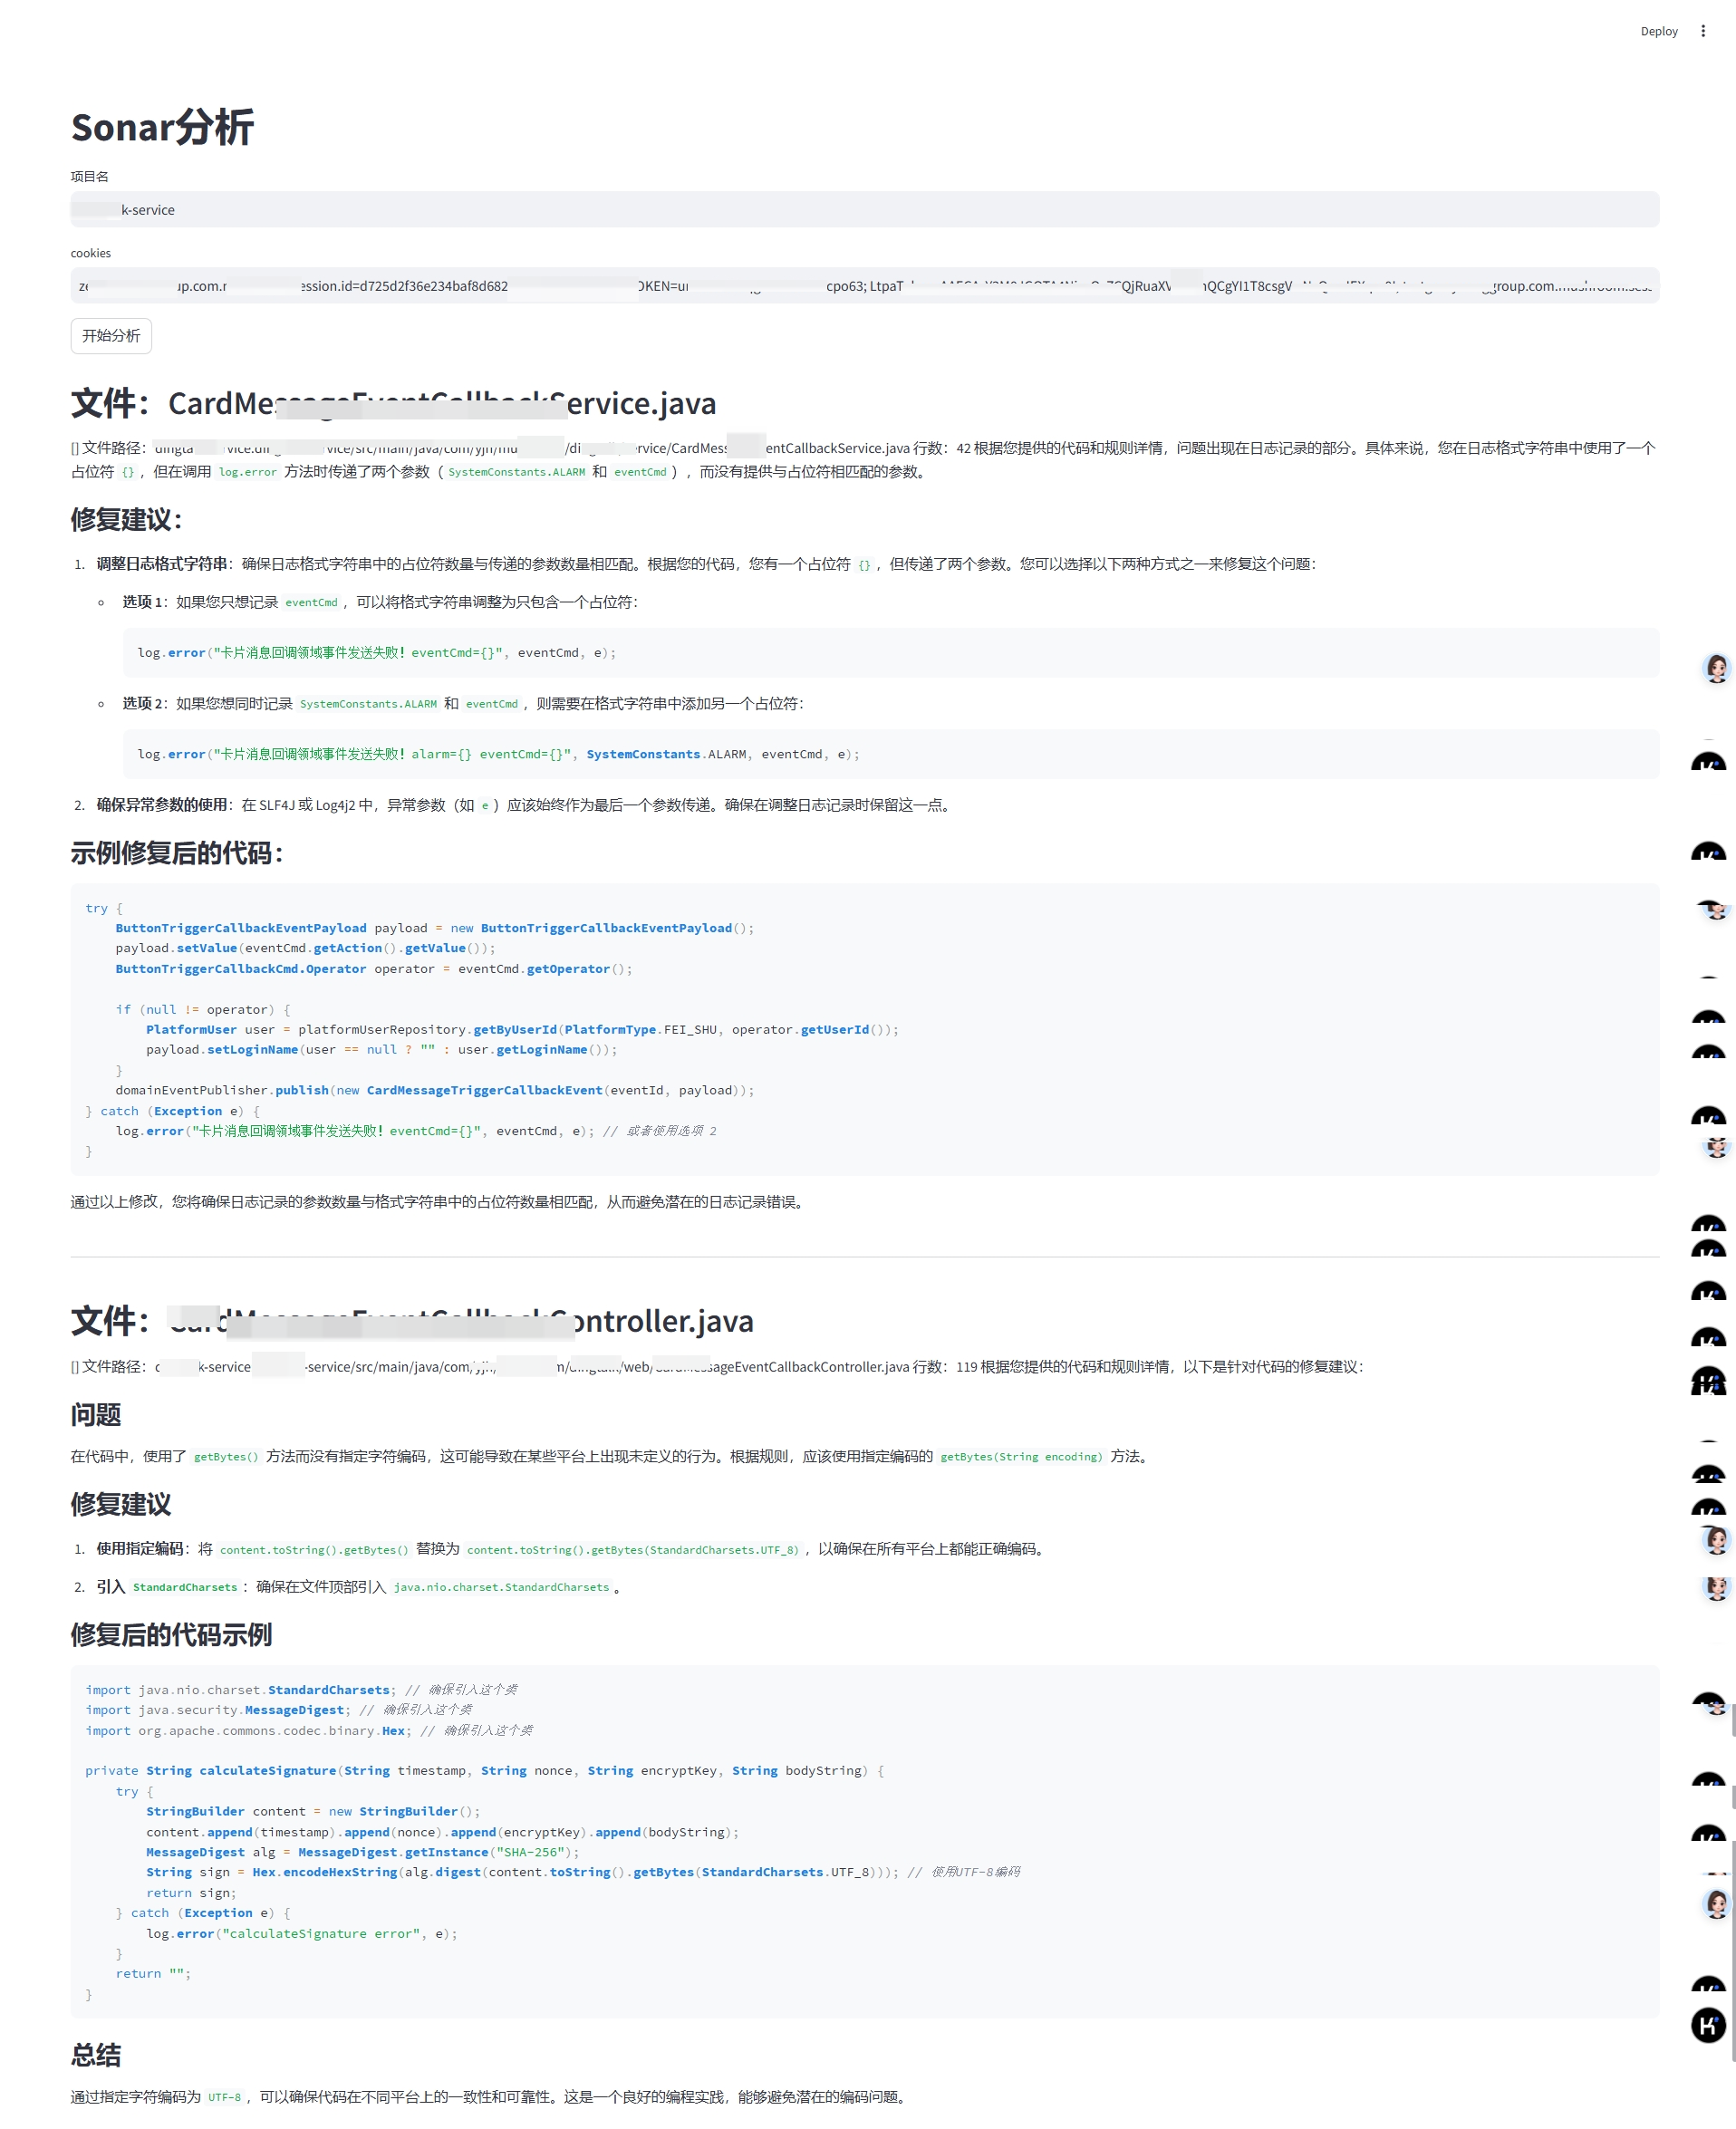 Deploy
Sonar分析
项目名
k-service
cookies
up.com. ession.id=d725d2f36e234baf8d682 OKEN= cpo63; LtpaT QjRuaXV nQCgYI1T8csgV group.com.
开始分析
文件：CardMessageEventCallbackService.java
[] 文件路径： vice/src/main/java/com/yjh/mu /di service/CardMess entCallbackService.java 行数：42 根据您提供的代码和规则详情，问题出现在日志记录的部分。具体来说，您在日志格式字符串中使用了一个
占位符 {} ，但在调用 log.error 方法时传递了两个参数（ SystemConstants.ALARM 和 eventCmd ），而没有提供与占位符相匹配的参数。
修复建议：
1. 调整日志格式字符串：确保日志格式字符串中的占位符数量与传递的参数数量相匹配。根据您的代码，您有一个占位符 {} ，但传递了两个参数。您可以选择以下两种方式之一来修复这个问题：
选项 1：如果您只想记录 eventCmd ，可以将格式字符串调整为只包含一个占位符：
log.error("卡片消息回调领域事件发送失败！eventCmd={}", eventCmd, e);
选项 2：如果您想同时记录 SystemConstants.ALARM 和 eventCmd ，则需要在格式字符串中添加另一个占位符：
log.error("卡片消息回调领域事件发送失败！alarm={} eventCmd={}", SystemConstants.ALARM, eventCmd, e);
2. 确保异常参数的使用：在 SLF4J 或 Log4j2 中，异常参数（如 e ）应该始终作为最后一个参数传递。确保在调整日志记录时保留这一点。
示例修复后的代码：
try {
ButtonTriggerCallbackEventPayload payload = new ButtonTriggerCallbackEventPayload();
payload.setValue(eventCmd.getAction().getValue());
ButtonTriggerCallbackCmd.Operator operator = eventCmd.getOperator();
if (null != operator) {
PlatformUser user = platformUserRepository.getByUserId(PlatformType.FEI_SHU, operator.getUserId());
payload.setLoginName(user == null ? "" : user.getLoginName());
}
domainEventPublisher.publish(new CardMessageTriggerCallbackEvent(eventId, payload));
} catch (Exception e) {
log.error("卡片消息回调领域事件发送失败！eventCmd={}", eventCmd, e); // 或者使用选项 2
}
通过以上修改，您将确保日志记录的参数数量与格式字符串中的占位符数量相匹配，从而避免潜在的日志记录错误。
文件：CardMessageEventCallbackController.java
[] 文件路径： k-service -service/src/main/java/com/yjh/ m/dingtalk/web/CardMessageEventCallbackController.java 行数：119 根据您提供的代码和规则详情，以下是针对代码的修复建议：
问题
在代码中，使用了 getBytes() 方法而没有指定字符编码，这可能导致在某些平台上出现未定义的行为。根据规则，应该使用指定编码的 getBytes(String encoding) 方法。
修复建议
1. 使用指定编码：将 content.toString().getBytes() 替换为 content.toString().getBytes(StandardCharsets.UTF_8) ，以确保在所有平台上都能正确编码。
2. 引入 StandardCharsets ：确保在文件顶部引入 java.nio.charset.StandardCharsets 。
修复后的代码示例
import java.nio.charset.StandardCharsets; // 确保引入这个类
import java.security.MessageDigest; // 确保引入这个类
import org.apache.commons.codec.binary.Hex; // 确保引入这个类
private String calculateSignature(String timestamp, String nonce, String encryptKey, String bodyString) {
try {
StringBuilder content = new StringBuilder();
content.append(timestamp).append(nonce).append(encryptKey).append(bodyString);
MessageDigest alg = MessageDigest.getInstance("SHA-256");
String sign = Hex.encodeHexString(alg.digest(content.toString().getBytes(StandardCharsets.UTF_8))); // 使用UTF-8编码
return sign;
} catch (Exception e) {
log.error("calculateSignature error", e);
}
return "";
}
总结
通过指定字符编码为 UTF-8 ，可以确保代码在不同平台上的一致性和可靠性。这是一个良好的编程实践，能够避免潜在的编码问题。